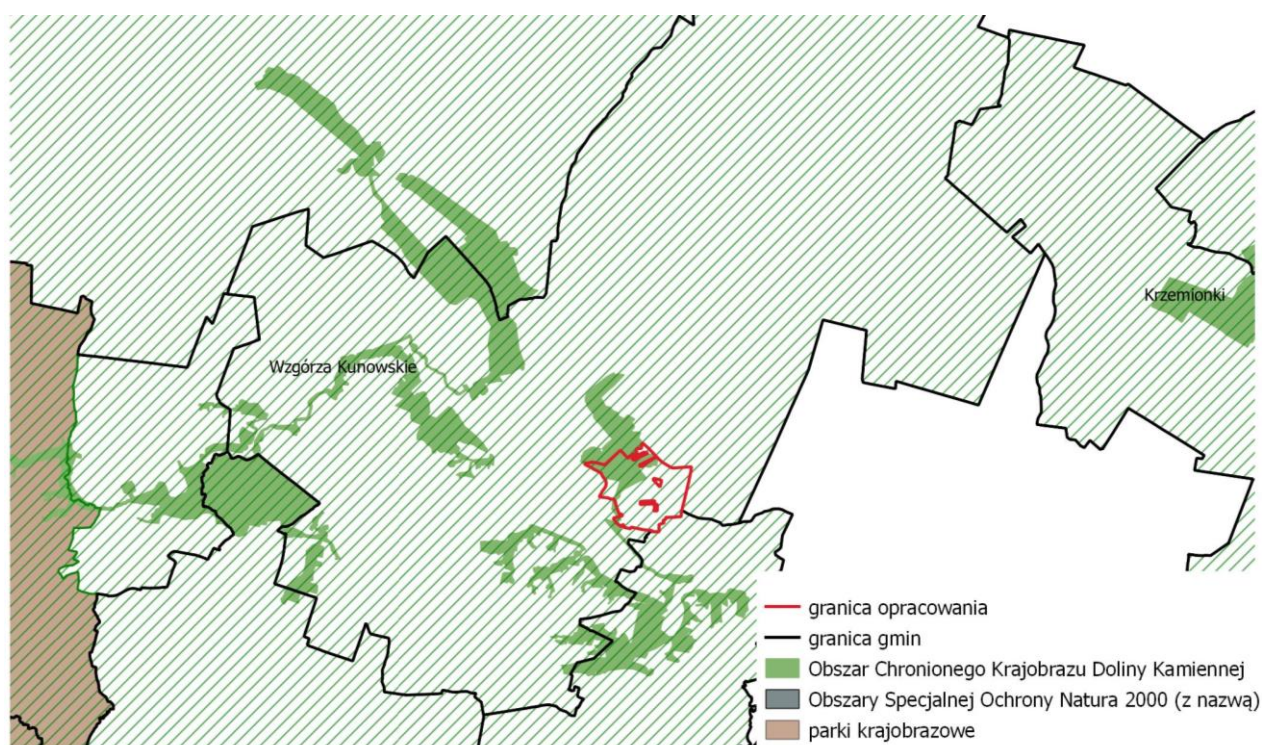 Krzemionki
Wzgórza Kunowskie
granica opracowania
granica gmin
Obszar Chronionego Krajobrazu Doliny Kamiennej
Obszary Specjalnej Ochrony Natura 2000 (z nazwą)
parki krajobrazowe